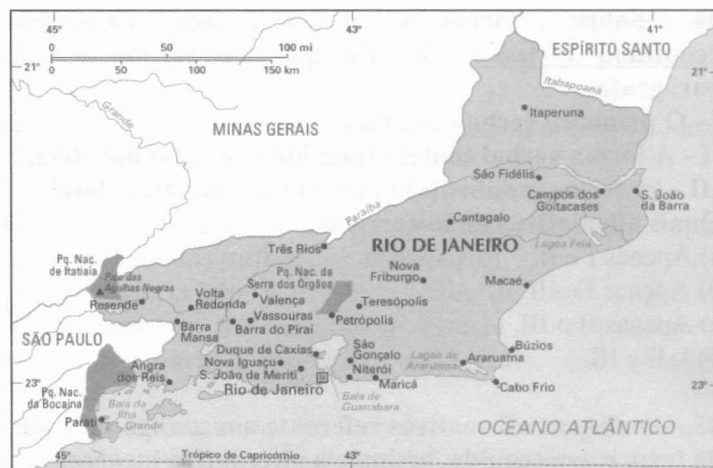 45°
43°
41°
0
50
100 mi
0
50
100
150 km
21°
21°
ESPÍRITO SANTO
Itabapoana
Grande
MINAS GERAIS
Itaperuna
São Fidélis
Campos dos
Goitacases
S. João
da Barra
Paraíba
Cantagalo
Três Rios
RIO DE JANEIRO
Lagoa Feia
Pq. Nac.
de Itatiaia
Pico das
Agulhas Negras
Pq. Nac. da
Serra dos Órgãos
Nova
Friburgo
Macaé
Resende
Volta
Redonda
Valença
Teresópolis
Vassouras
Petrópolis
SÃO PAULO
Barra
Mansa
Barra do Piraí
Duque de Caxias
São
Gonçalo
Lagoa de
Araruama
Búzios
Araruama
Angra
dos Reis
Nova Iguaçu
S. João de Meriti
Niterói
23°
23°
Rio de Janeiro
Maricá
Cabo Frio
Pq. Nac.
da Bocaina
Baía da
Ilha
Grande
Baía de
Guanabara
Parati
OCEANO ATLÂNTICO
45°
Trópico de Capricórnio
43°
41°